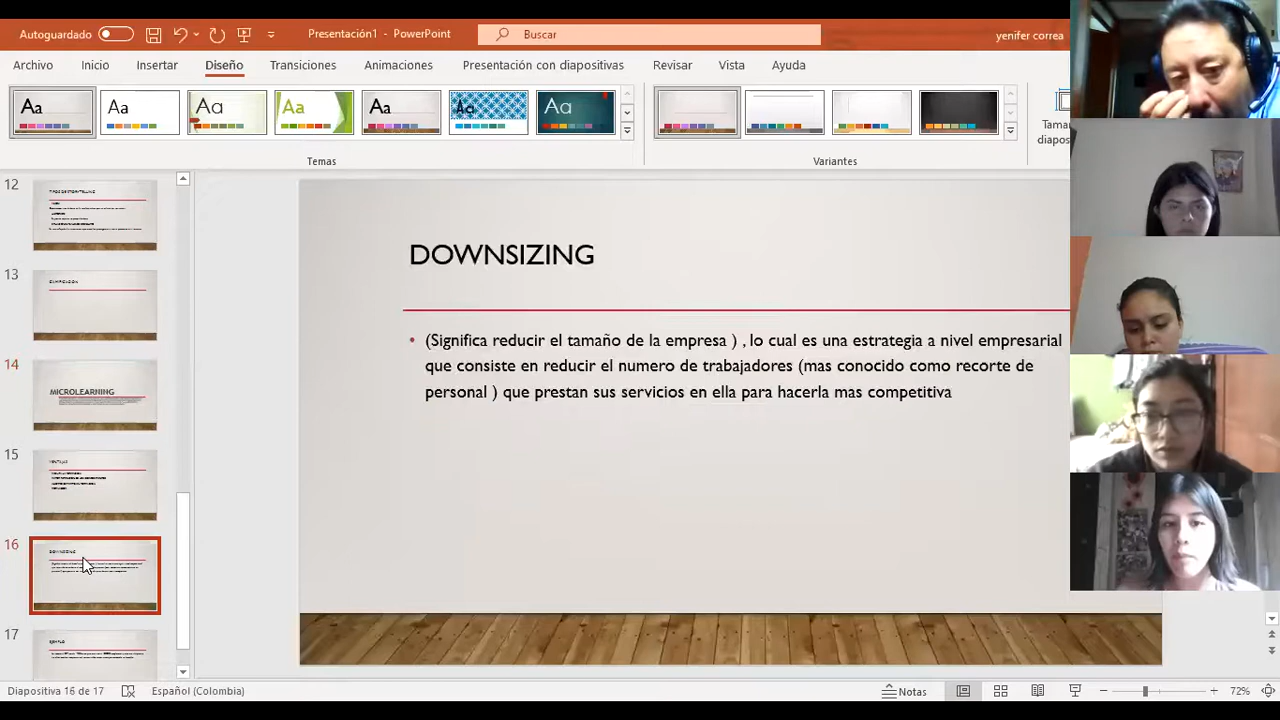 Autoguardado
Presentación1 - PowerPoint
Buscar
yenifer correa
Archivo Inicio Insertar Diseño Transiciones Animaciones Presentación con diapositivas Revisar Vista Ayuda
Aa Aa Aa Aa Aa Aa Aa
Tama
diapos
Temas
Variantes
12
13
14
MICROLEARNING
15
16
17
DOWNSIZING
• (Significa reducir el tamaño de la empresa ) , lo cual es una estrategia a nivel empresarial
que consiste en reducir el numero de trabajadores (mas conocido como recorte de
personal ) que prestan sus servicios en ella para hacerla mas competitiva
Diapositiva 16 de 17
Español (Colombia)
Notas
72%